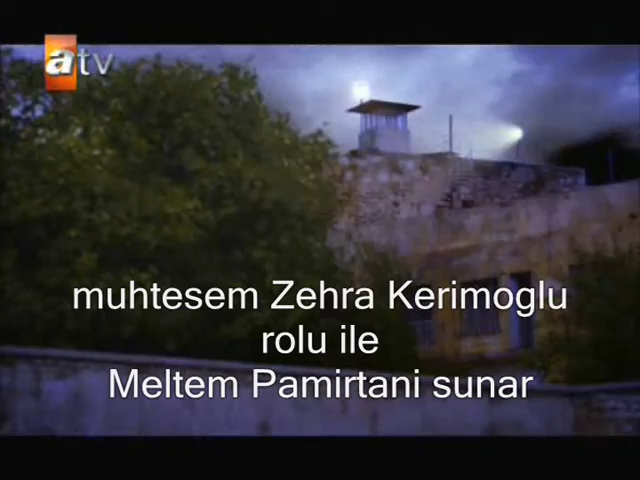 atv
muhtesem Zehra Kerimoglu
rolu ile
Meltem Pamirtani sunar